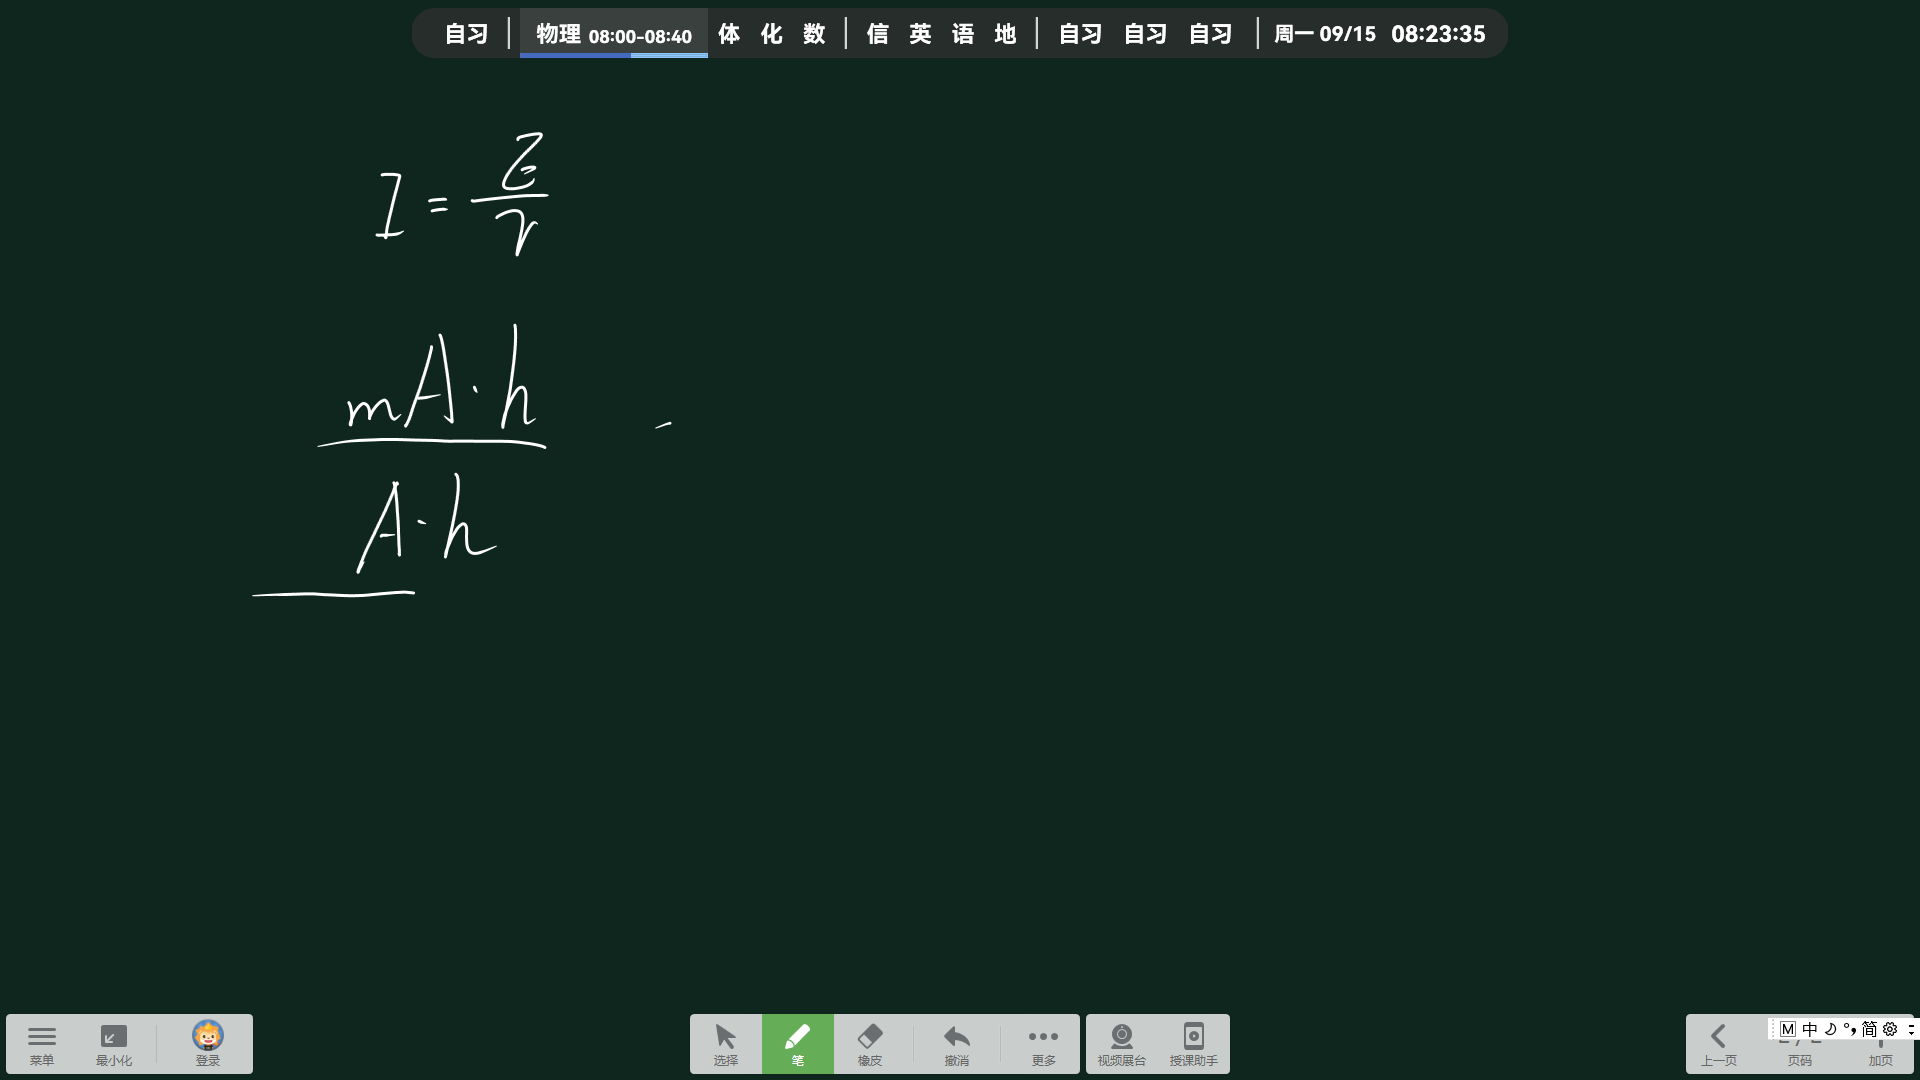 自习 | 物理 08:00-08:40 体 化 数 | 信 英 语 地 | 自习 自习 自习 | 周一 09/15 08:23:35
I = E/r
mA·h
A·h
菜单 最小化 登录 选择 笔 橡皮 撤消 更多 视频展台 授课助手 上一页 页码 加页
M 中 简